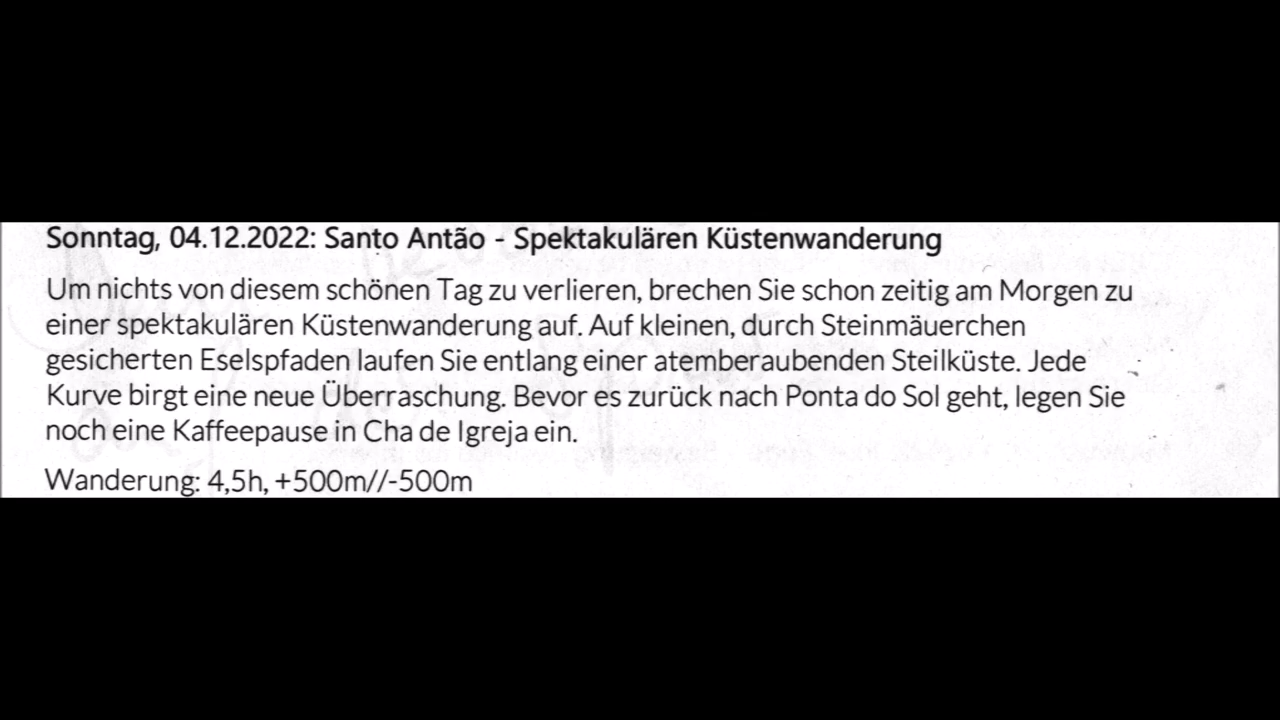 Sonntag, 04.12.2022: Santo Antão - Spektakulären Küstenwanderung
Um nichts von diesem schönen Tag zu verlieren, brechen Sie schon zeitig am Morgen zu
einer spektakulären Küstenwanderung auf. Auf kleinen, durch Steinmäuerchen
gesicherten Eselspfaden laufen Sie entlang einer atemberaubenden Steilküste. Jede
Kurve birgt eine neue Überraschung. Bevor es zurück nach Ponta do Sol geht, legen Sie
noch eine Kaffeepause in Cha de Igreja ein.
Wanderung: 4,5h, +500m//-500m